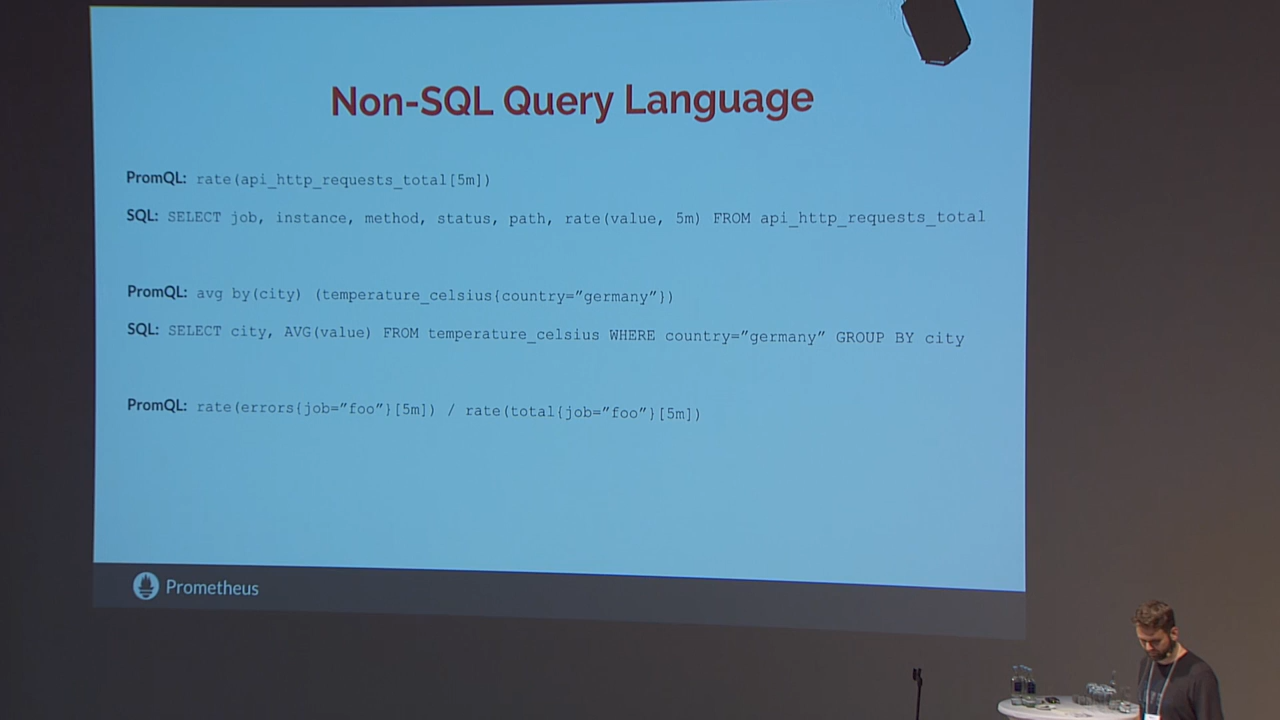 Non-SQL Query Language
PromQL: rate(api_http_requests_total[5m])
SQL: SELECT job, instance, method, status, path, rate(value, 5m) FROM api_http_requests_total
PromQL: avg by(city) (temperature_celsius{country=”germany”})
SQL: SELECT city, AVG(value) FROM temperature_celsius WHERE country=”germany” GROUP BY city
PromQL: rate(errors{job=”foo”}[5m]) / rate(total{job=”foo”}[5m])
Prometheus